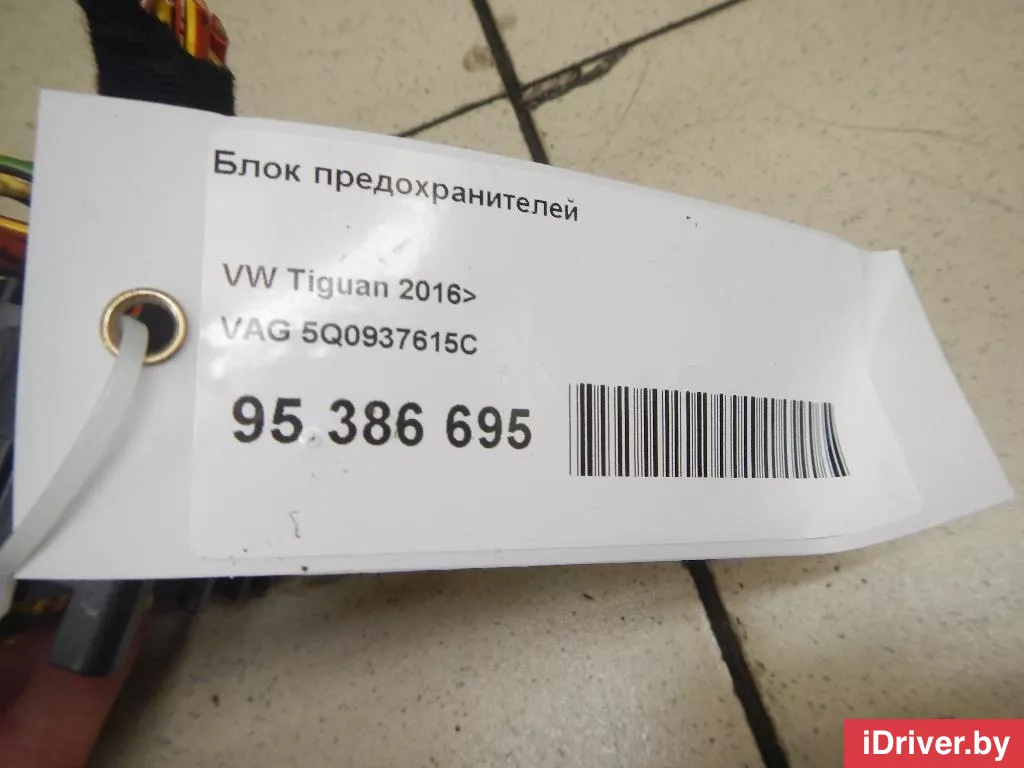 Блок предохранителей
VW Tiguan 2016>
VAG 5Q0937615C
95 386 695
iDriver.by